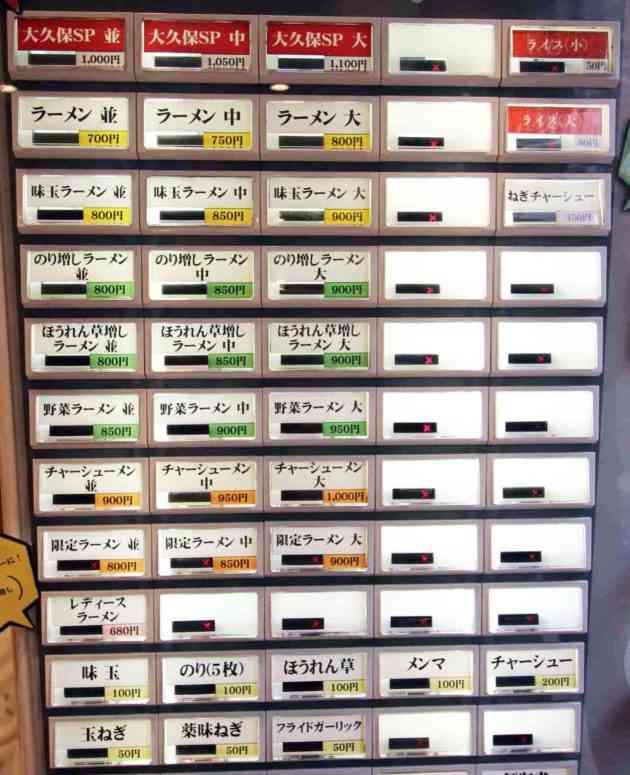 大久保SP 並
1,000円
大久保SP 中
1,050円
大久保SP 大
1,100円
ライス(小)
50円
ラーメン 並
700円
ラーメン 中
750円
ラーメン 大
800円
ライス(大)
味玉ラーメン 並
800円
味玉ラーメン 中
850円
味玉ラーメン 大
900円
ねぎチャーシュー
のり増しラーメン
並
800円
のり増しラーメン
中
850円
のり増しラーメン
大
900円
ほうれん草増し
ラーメン 並
800円
ほうれん草増し
ラーメン 中
850円
ほうれん草増し
ラーメン 大
900円
野菜ラーメン 並
850円
野菜ラーメン 中
900円
野菜ラーメン 大
950円
チャーシューメン
並
900円
チャーシューメン
中
950円
チャーシューメン
大
1,000円
限定ラーメン 並
800円
限定ラーメン 中
850円
限定ラーメン 大
900円
レディース
ラーメン
680円
味玉
100円
のり(5枚)
100円
ほうれん草
100円
メンマ
100円
チャーシュー
200円
玉ねぎ
50円
薬味ねぎ
50円
フライドガーリック
50円